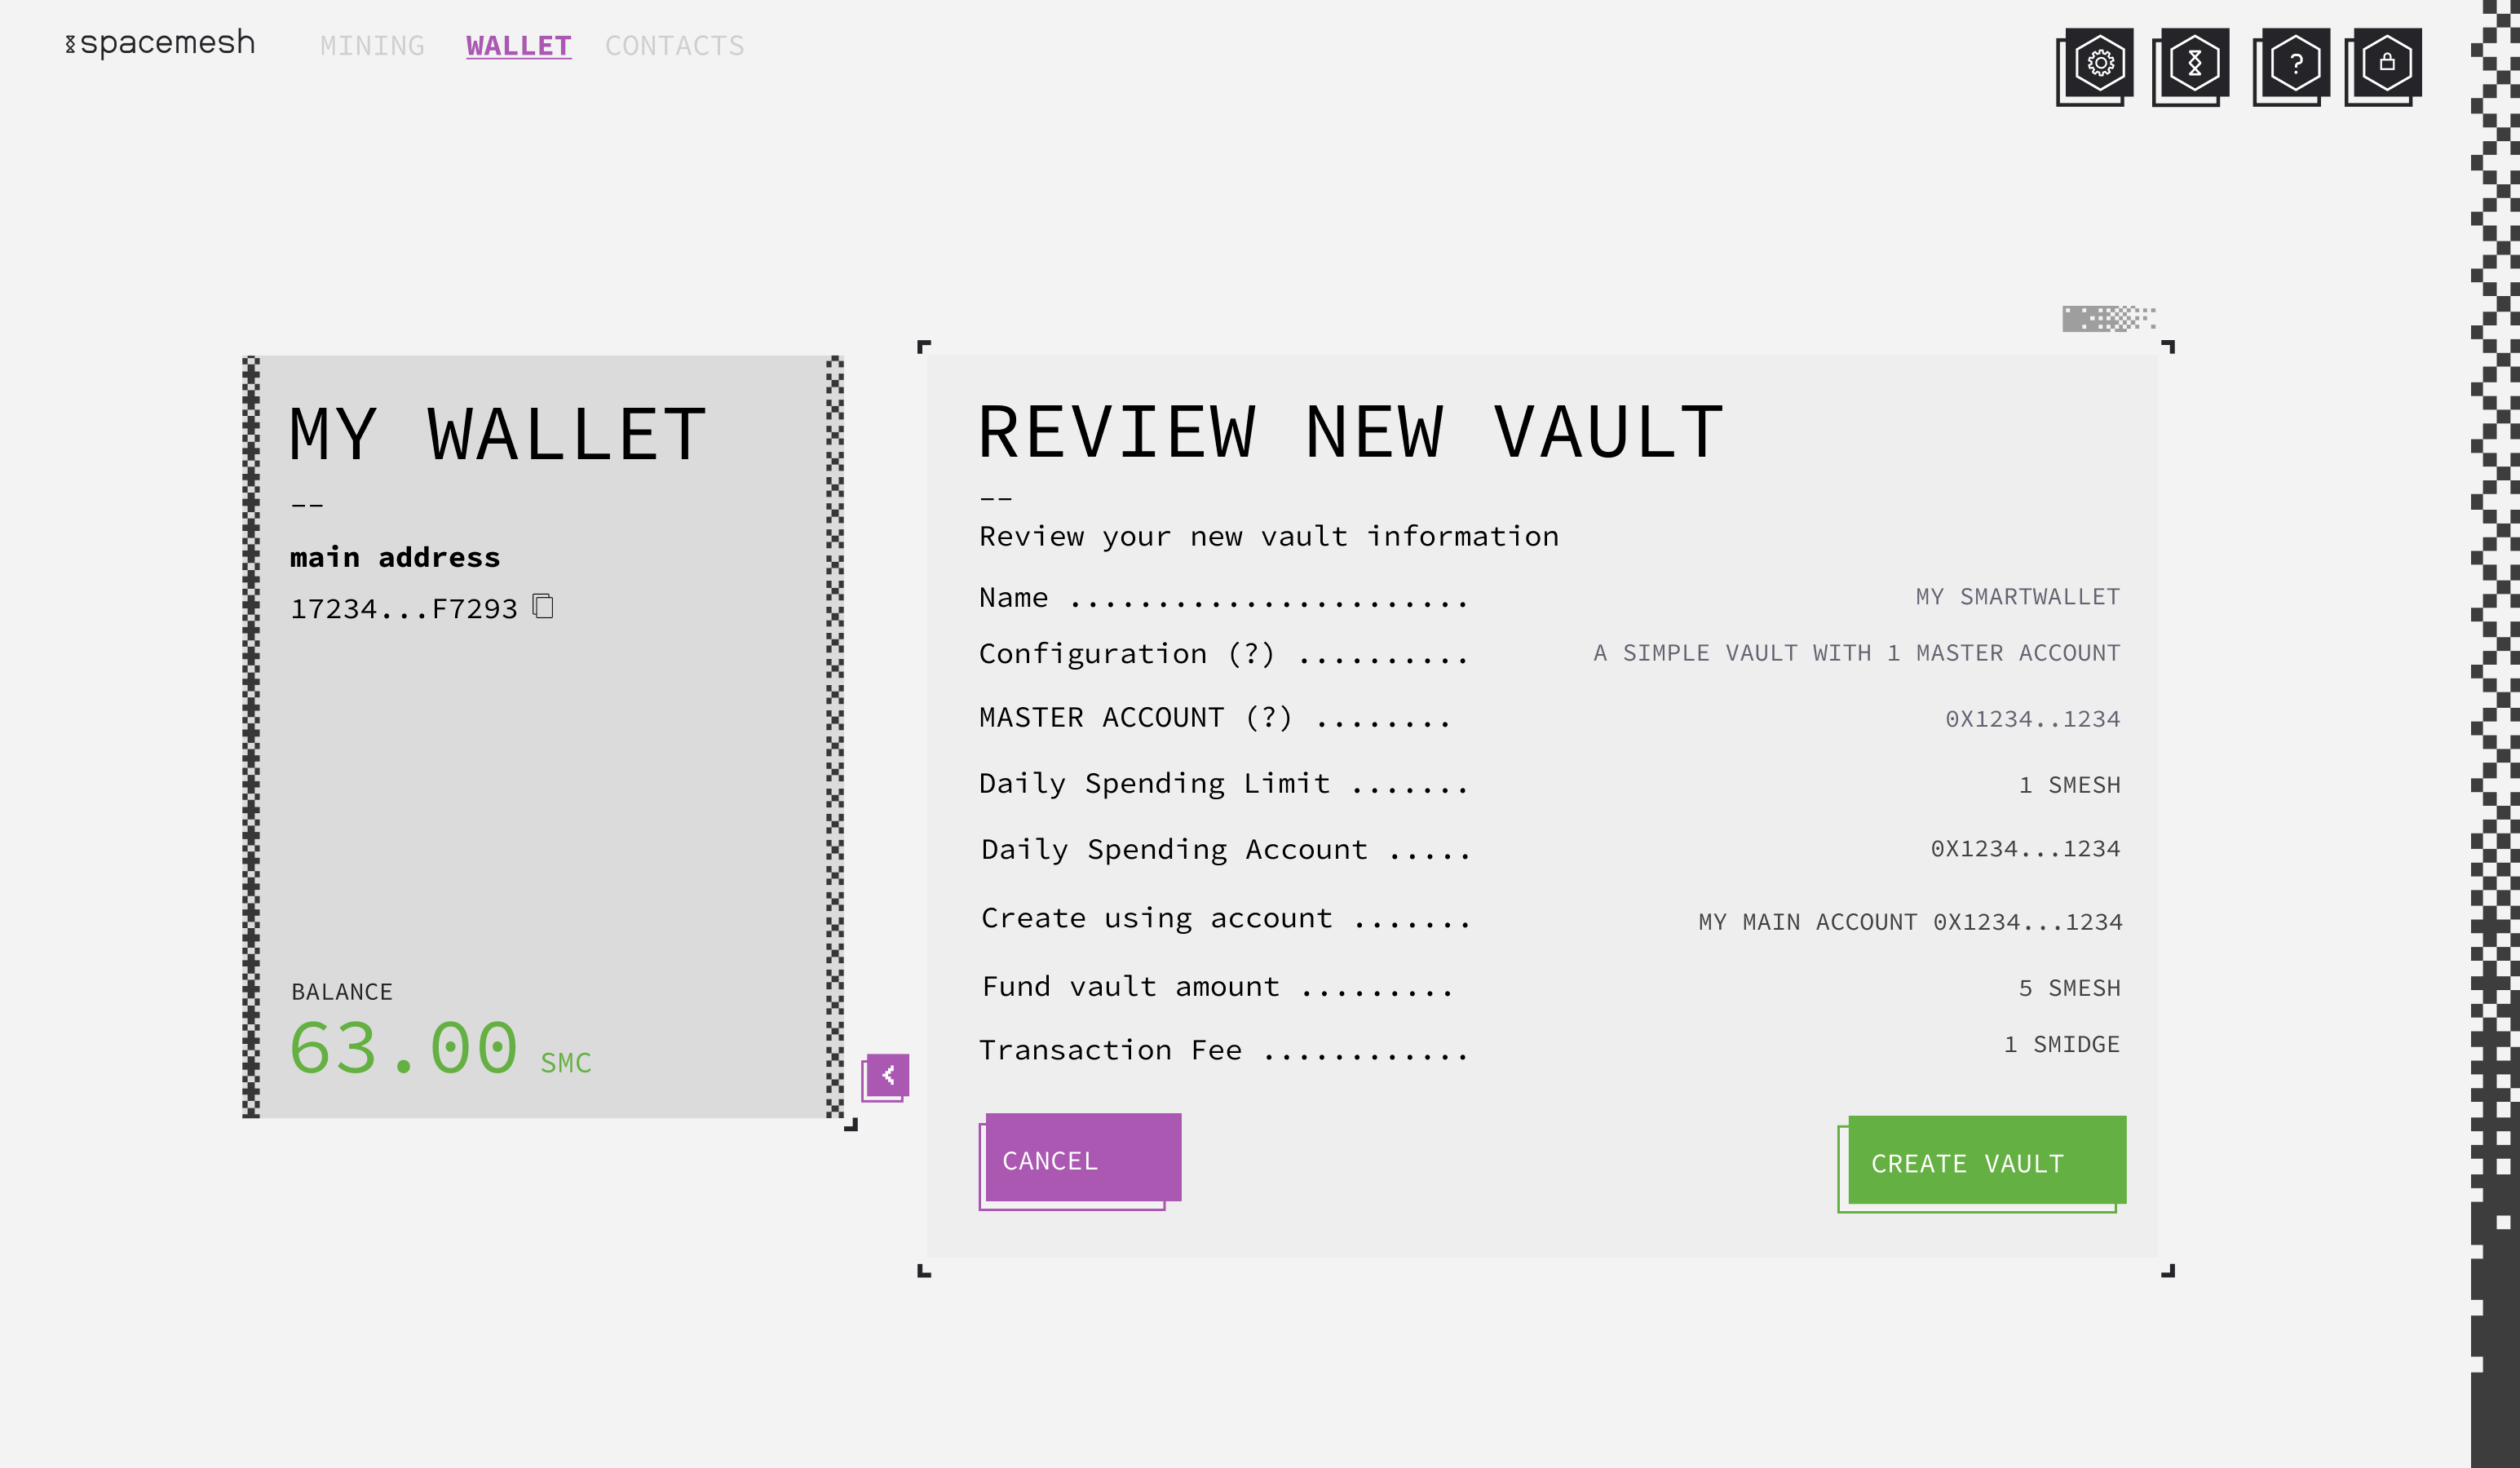 spacemesh
MINING WALLET CONTACTS
?
MY WALLET
--
main address
17234...F7293
BALANCE
63.00 SMC
REVIEW NEW VAULT
--
Review your new vault information
Name ....................... MY SMARTWALLET
Configuration (?) .......... A SIMPLE VAULT WITH 1 MASTER ACCOUNT
MASTER ACCOUNT (?) ........ 0X1234..1234
Daily Spending Limit ....... 1 SMESH
Daily Spending Account ..... 0X1234...1234
Create using account ....... MY MAIN ACCOUNT 0X1234...1234
Fund vault amount ......... 5 SMESH
Transaction Fee ............ 1 SMIDGE
CANCEL
CREATE VAULT